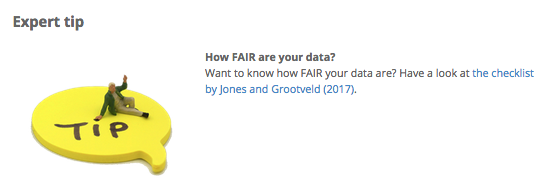 Expert tip
How FAIR are your data?
Want to know how FAIR your data are? Have a look at the checklist
by Jones and Grootveld (2017).
TiP